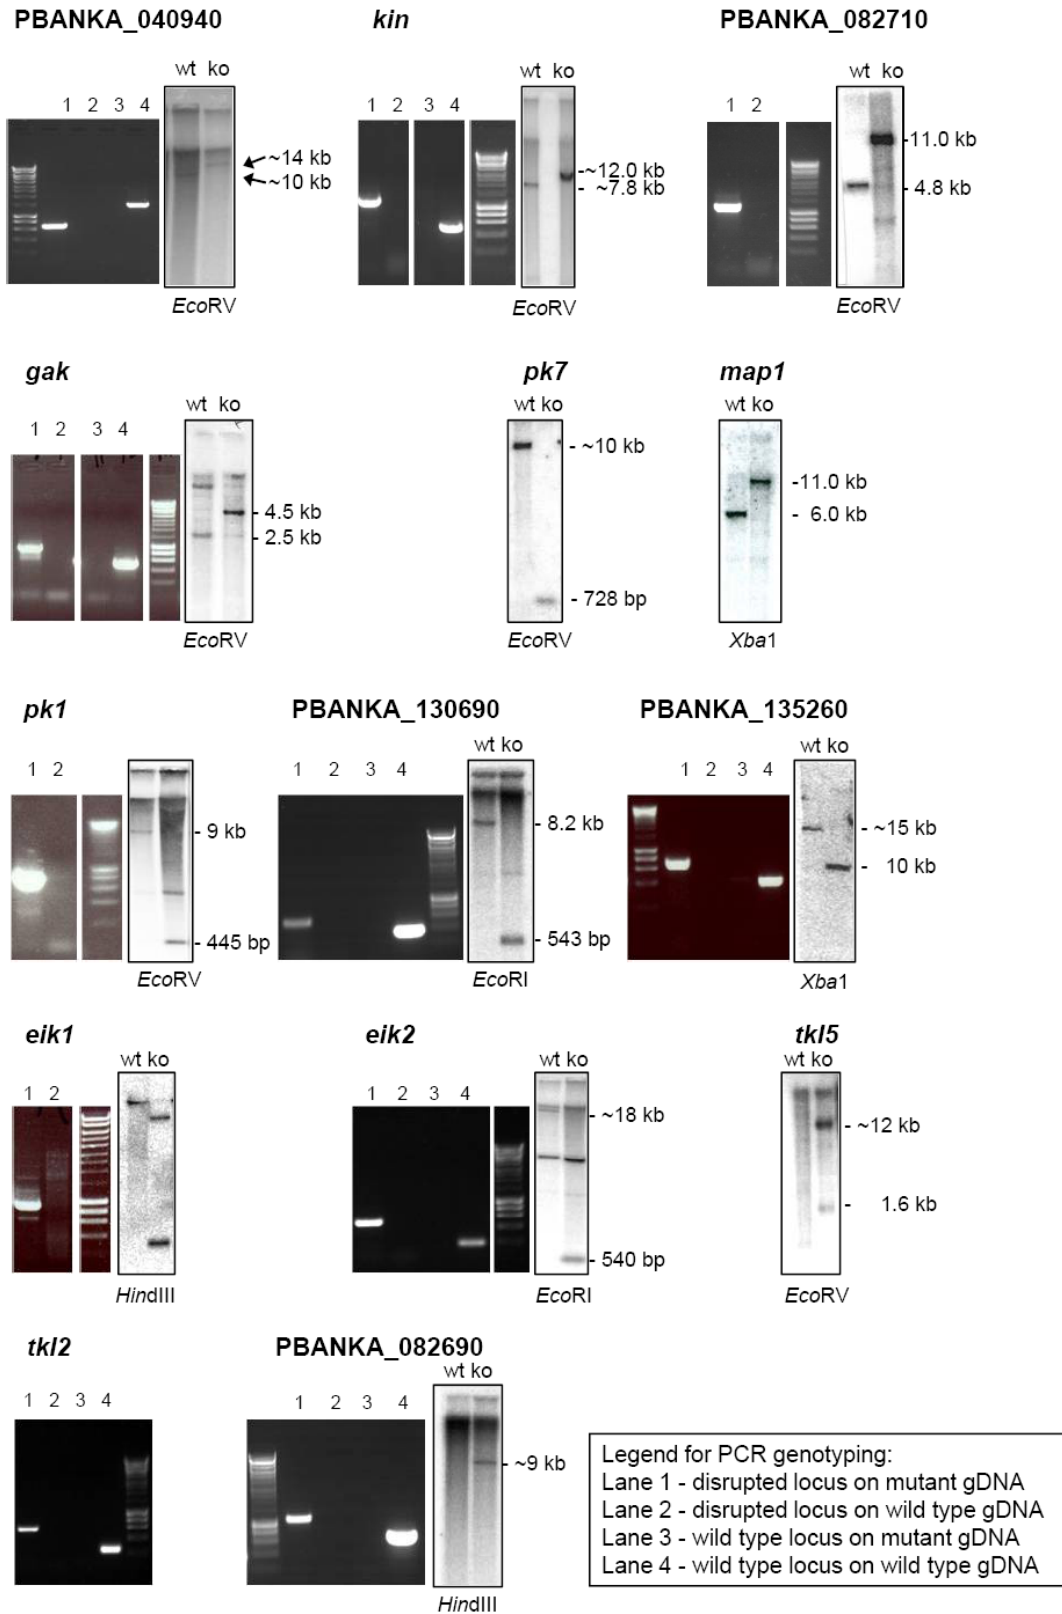 PBANKA_040940
kin
PBANKA_082710
wt ko
1 2 3 4
~14 kb
~10 kb
EcoRV
wt ko
1 2 3 4
~12.0 kb
~7.8 kb
EcoRV
wt ko
1 2
11.0 kb
4.8 kb
EcoRV
gak
pk7
map1
wt ko
1 2 3 4
4.5 kb
2.5 kb
EcoRV
wt ko
- ~10 kb
- 728 bp
EcoRV
wt ko
-11.0 kb
- 6.0 kb
Xba1
pk1
PBANKA_130690
PBANKA_135260
1 2
- 9 kb
- 445 bp
EcoRV
wt ko
1 2 3 4
- 8.2 kb
- 543 bp
EcoRI
wt ko
1 2 3 4
- ~15 kb
- 10 kb
Xba1
eik1
eik2
tkl5
wt ko
1 2
HindIII
wt ko
1 2 3 4
- ~18 kb
- 540 bp
EcoRI
wt ko
- ~12 kb
- 1.6 kb
EcoRV
tkl2
PBANKA_082690
1 2 3 4
wt ko
1 2 3 4
- ~9 kb
HindIII
Legend for PCR genotyping:
Lane 1 - disrupted locus on mutant gDNA
Lane 2 - disrupted locus on wild type gDNA
Lane 3 - wild type locus on mutant gDNA
Lane 4 - wild type locus on wild type gDNA